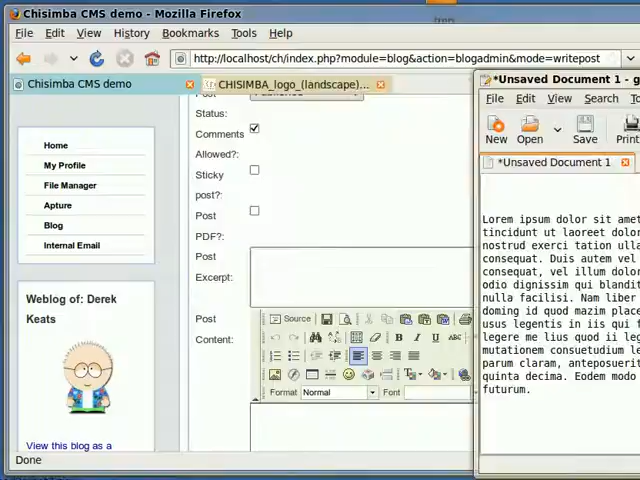 Chisimba CMS demo - Mozilla Firefox
File Edit View History Bookmarks Tools Help
http://localhost/ch/index.php?module=blog&action=blogadmin&mode=writepost
Chisimba CMS demo
CHISIMBA_logo_(landscape)...
Home
My Profile
File Manager
Apture
Blog
Internal Email
Weblog of: Derek
Keats
View this blog as a
Post
Status:
Comments
Allowed?:
Sticky
post?:
Post
PDF?:
Post
Excerpt:
Post
Content:
Source
Format Normal Font
Done
*Unsaved Document 1 - g
File Edit View Search
New Open Save Print
*Unsaved Document 1
Lorem ipsum dolor sit amet
tincidunt ut laoreet dolor
nostrud exerci tation ulla
consequat. Duis autem vel
consequat, vel illum dolor
odio dignissim qui blandit
nulla facilisi. Nam liber
doming id quod mazim place
usus legentis in iis qui f
legere me lius quod ii leg
mutationem consuetudium le
parum claram, anteposuerit
quinta decima. Eodem modo
futurum.